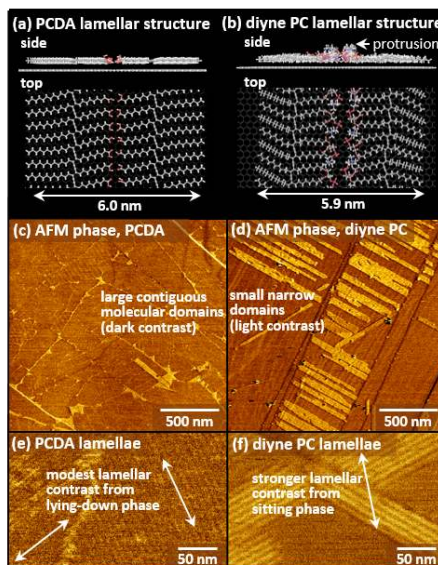 (a) PCDA lamellar structure
side
top
6.0 nm
(b) diyne PC lamellar structure
side
protrusion
top
5.9 nm
(c) AFM phase, PCDA
large contiguous
molecular domains
(dark contrast)
500 nm
(d) AFM phase, diyne PC
small narrow
domains
(light contrast)
500 nm
(e) PCDA lamellae
modest lamellar
contrast from
lying-down phase
50 nm
(f) diyne PC lamellae
stronger lamellar
contrast from
sitting phase
50 nm